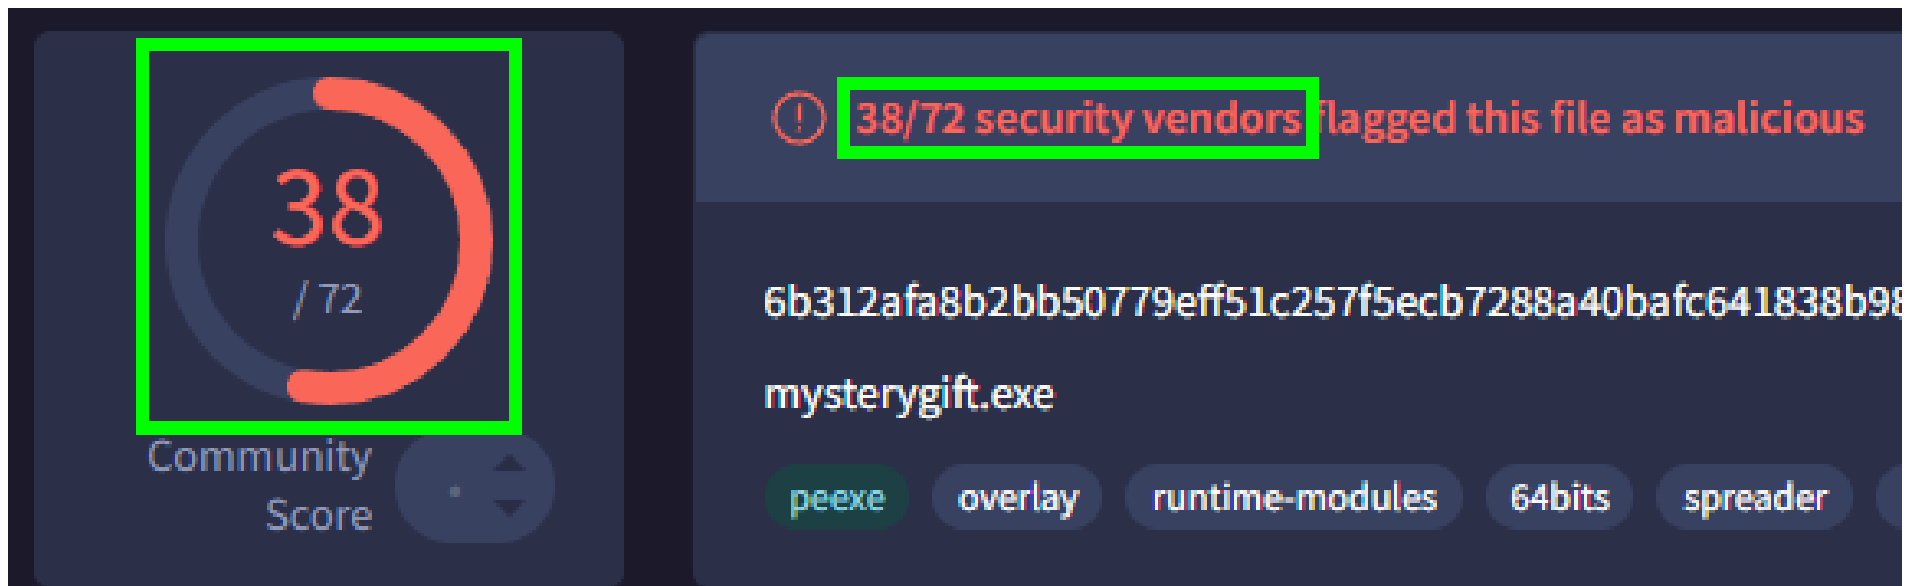 38
/ 72
Community
Score
38/72 security vendors flagged this file as malicious
6b312afa8b2bb50779eff51c257f5ecb7288a40bafc641838b98
mysterygift.exe
peexe overlay runtime-modules 64bits spreader